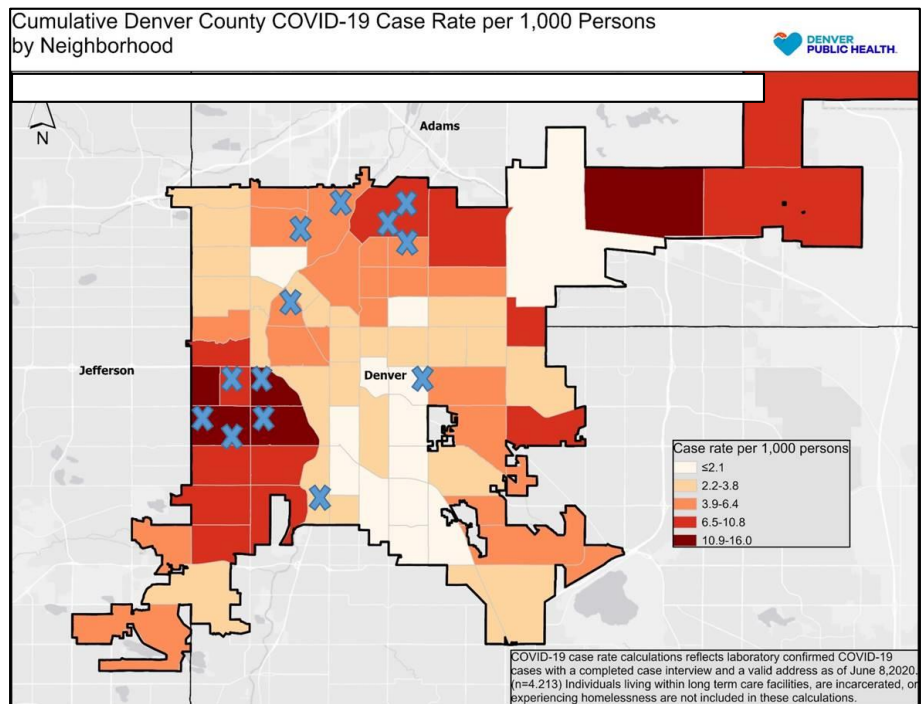 Cumulative Denver County COVID-19 Case Rate per 1,000 Persons
by Neighborhood
DENVER
PUBLIC HEALTH.
N
Adams
Jefferson
Denver
Case rate per 1,000 persons
≤2.1
2.2-3.8
3.9-6.4
6.5-10.8
10.9-16.0
COVID-19 case rate calculations reflects laboratory confirmed COVID-19
cases with a completed case interview and a valid address as of June 8,2020.
(n=4.213) Individuals living within long term care facilities, are incarcerated, or
experiencing homelessness are not included in these calculations.